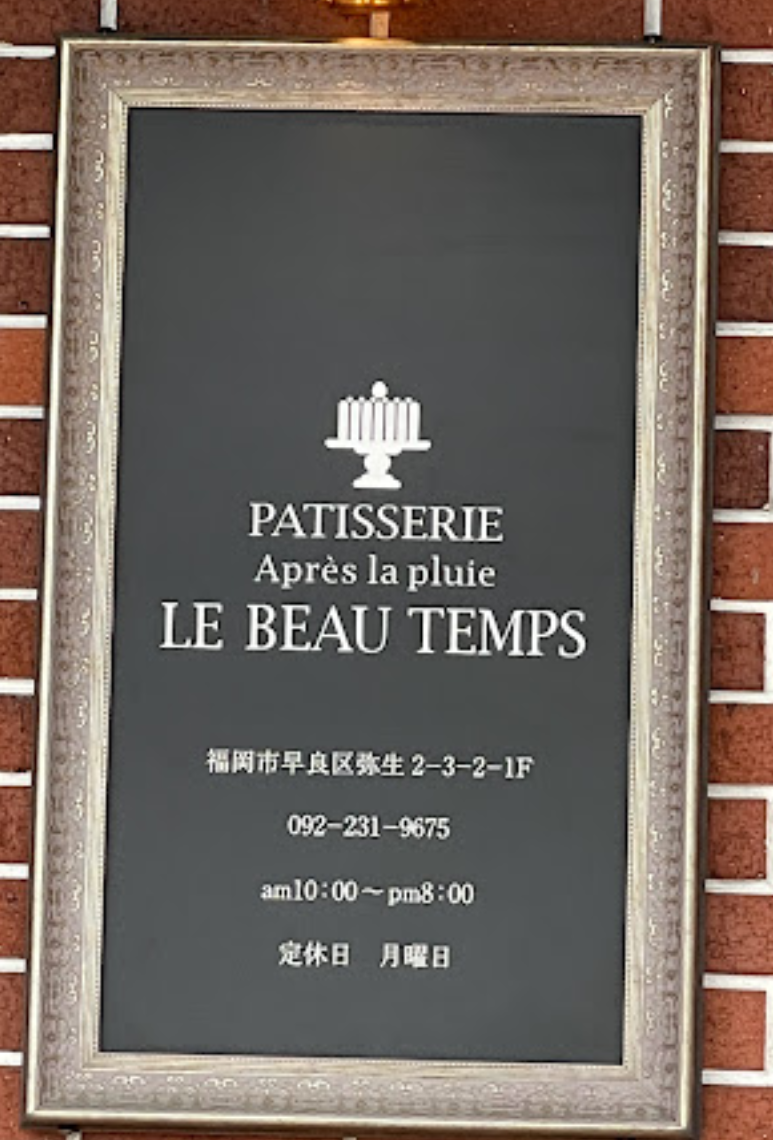 PATISSERIE
Après la pluie
LE BEAU TEMPS
福岡市早良区弥生 2-3-2-1F
092-231-9675
am10:00〜pm8:00
定休日　月曜日